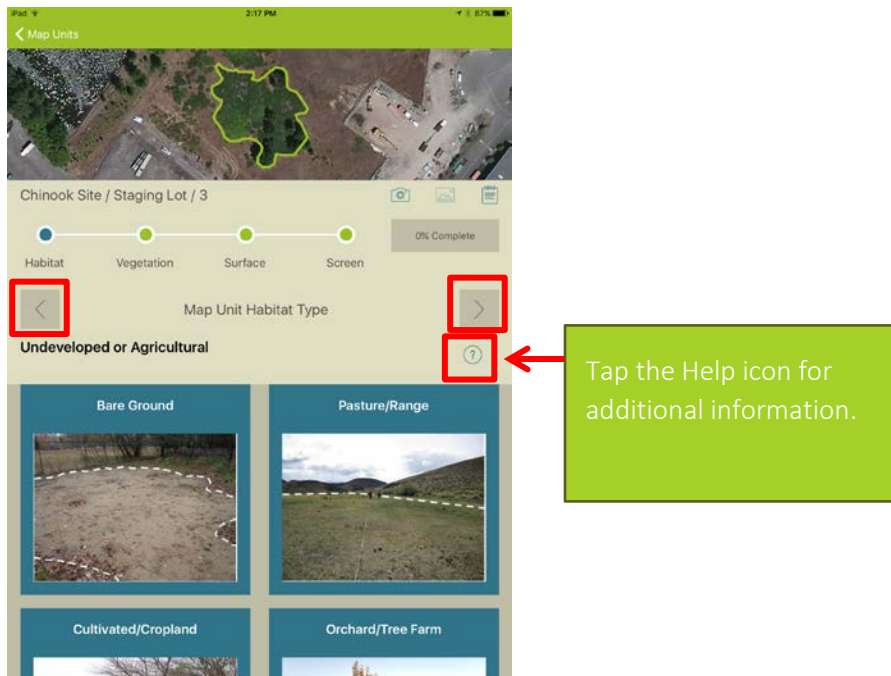 iPad 2:17 PM 87%
Map Units
Chinook Site / Staging Lot / 3
0% Complete
Habitat Vegetation Surface Screen
< Map Unit Habitat Type >
Undeveloped or Agricultural ?
Tap the Help icon for
additional information.
Bare Ground Pasture/Range
Cultivated/Cropland Orchard/Tree Farm